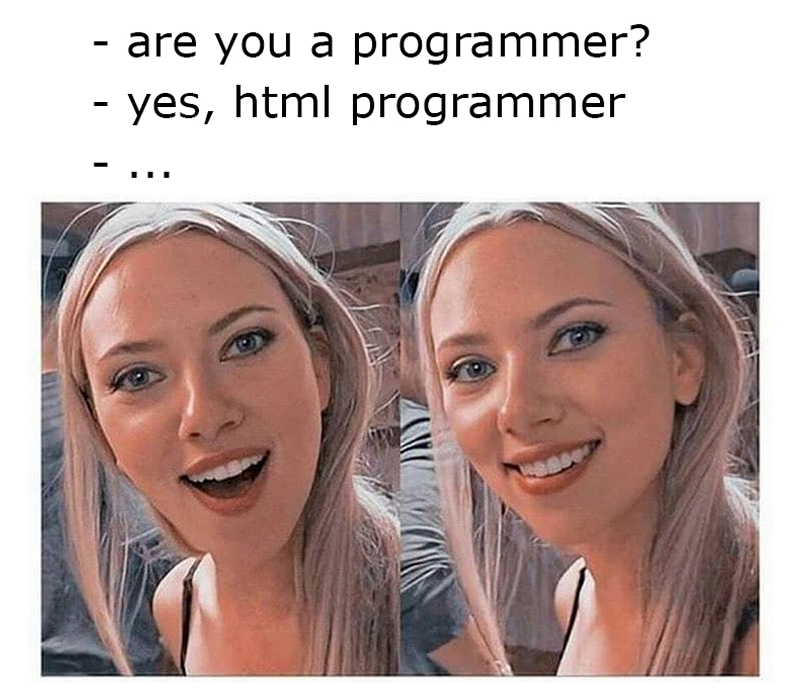 - are you a programmer?
- yes, html programmer
- ...